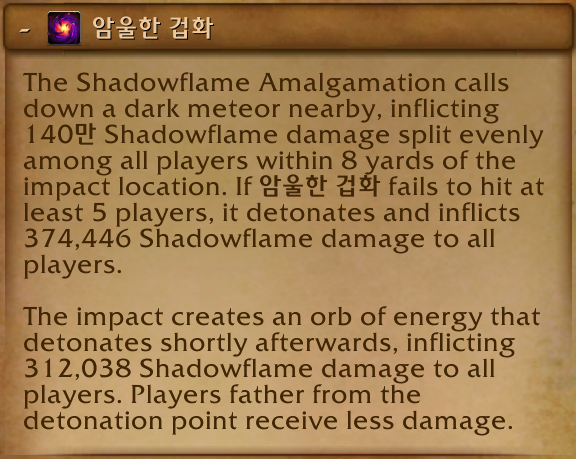 - 암울한 겁화
The Shadowflame Amalgamation calls
down a dark meteor nearby, inflicting
140만 Shadowflame damage split evenly
among all players within 8 yards of the
impact location. If 암울한 겁화 fails to hit at
least 5 players, it detonates and inflicts
374,446 Shadowflame damage to all
players.
The impact creates an orb of energy that
detonates shortly afterwards, inflicting
312,038 Shadowflame damage to all
players. Players father from the
detonation point receive less damage.